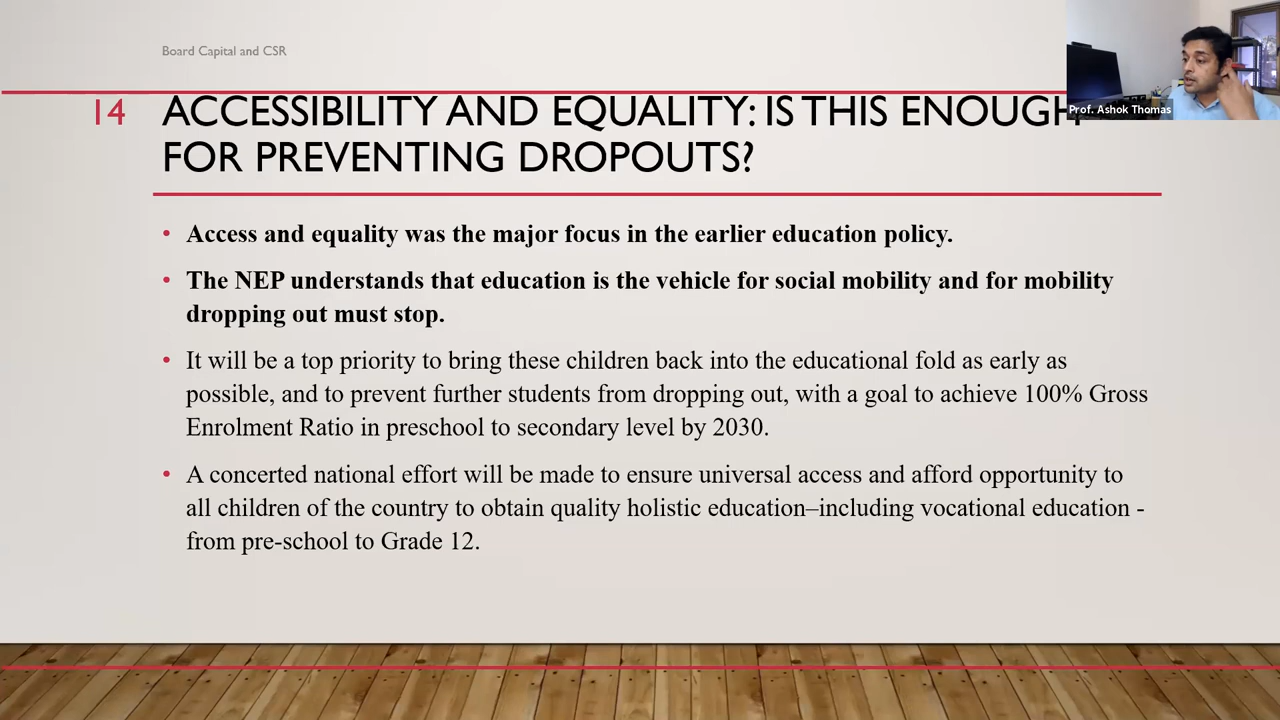 Board Capital and CSR
Prof. Ashok Thomas
14
ACCESSIBILITY AND EQUALITY: IS THIS ENOUGH
FOR PREVENTING DROPOUTS?
• Access and equality was the major focus in the earlier education policy.
• The NEP understands that education is the vehicle for social mobility and for mobility
dropping out must stop.
• It will be a top priority to bring these children back into the educational fold as early as
possible, and to prevent further students from dropping out, with a goal to achieve 100% Gross
Enrolment Ratio in preschool to secondary level by 2030.
• A concerted national effort will be made to ensure universal access and afford opportunity to
all children of the country to obtain quality holistic education–including vocational education -
from pre-school to Grade 12.